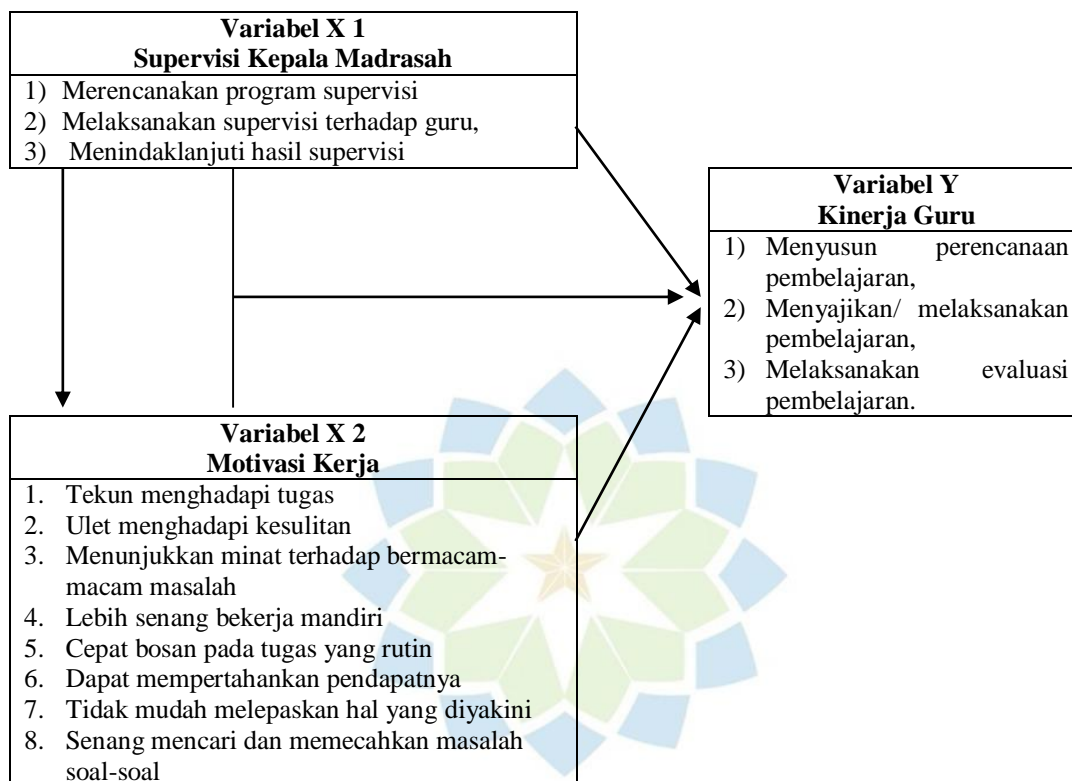 Variabel X 1
Supervisi Kepala Madrasah
1) Merencanakan program supervisi
2) Melaksanakan supervisi terhadap guru,
3) Menindaklanjuti hasil supervisi
Variabel Y
Kinerja Guru
1) Menyusun perencanaan
pembelajaran,
2) Menyajikan/ melaksanakan
pembelajaran,
3) Melaksanakan evaluasi
pembelajaran.
Variabel X 2
Motivasi Kerja
1. Tekun menghadapi tugas
2. Ulet menghadapi kesulitan
3. Menunjukkan minat terhadap bermacam-
macam masalah
4. Lebih senang bekerja mandiri
5. Cepat bosan pada tugas yang rutin
6. Dapat mempertahankan pendapatnya
7. Tidak mudah melepaskan hal yang diyakini
8. Senang mencari dan memecahkan masalah
soal-soal